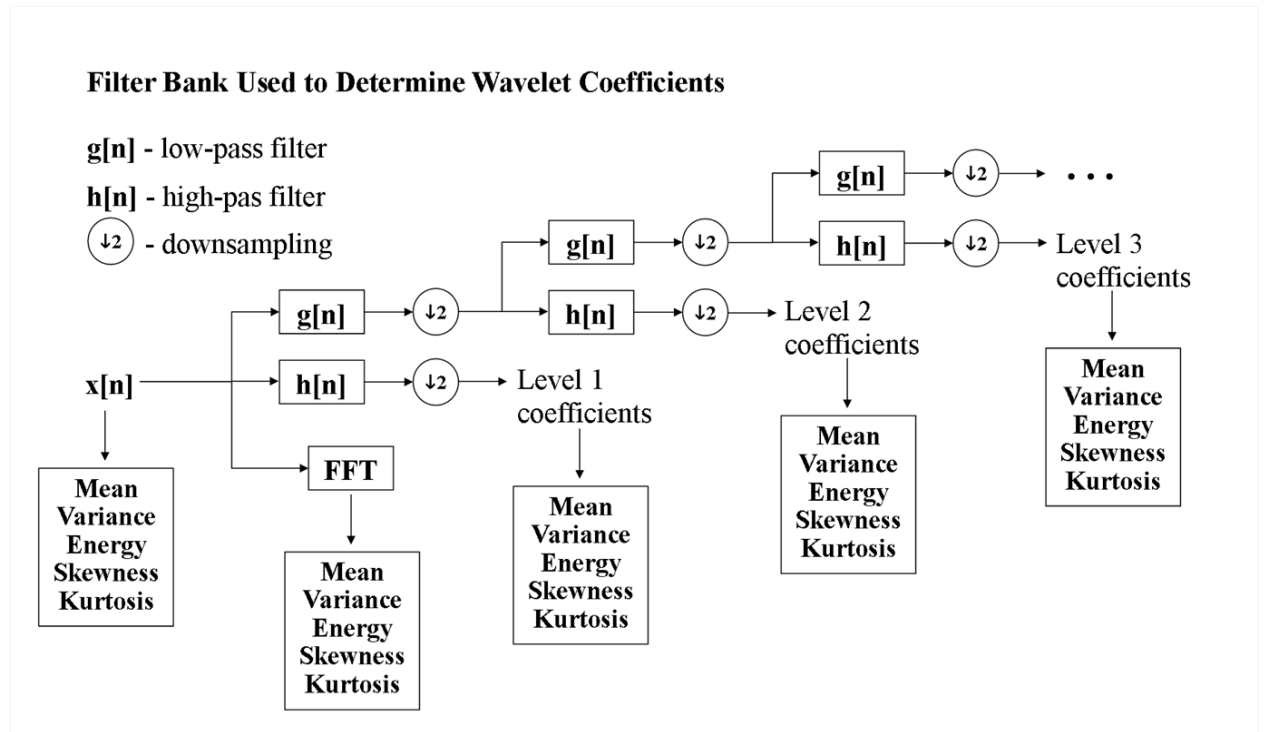 Filter Bank Used to Determine Wavelet Coefficients
g[n] - low-pass filter
h[n] - high-pas filter
↓2 - downsampling
g[n] ↓2 • • •
h[n] ↓2 Level 3
coefficients
g[n] ↓2
h[n] ↓2 Level 2
coefficients
g[n] ↓2
x[n] h[n] ↓2 Level 1
coefficients
FFT
Mean
Variance
Energy
Skewness
Kurtosis
Mean
Variance
Energy
Skewness
Kurtosis
Mean
Variance
Energy
Skewness
Kurtosis
Mean
Variance
Energy
Skewness
Kurtosis
Mean
Variance
Energy
Skewness
Kurtosis